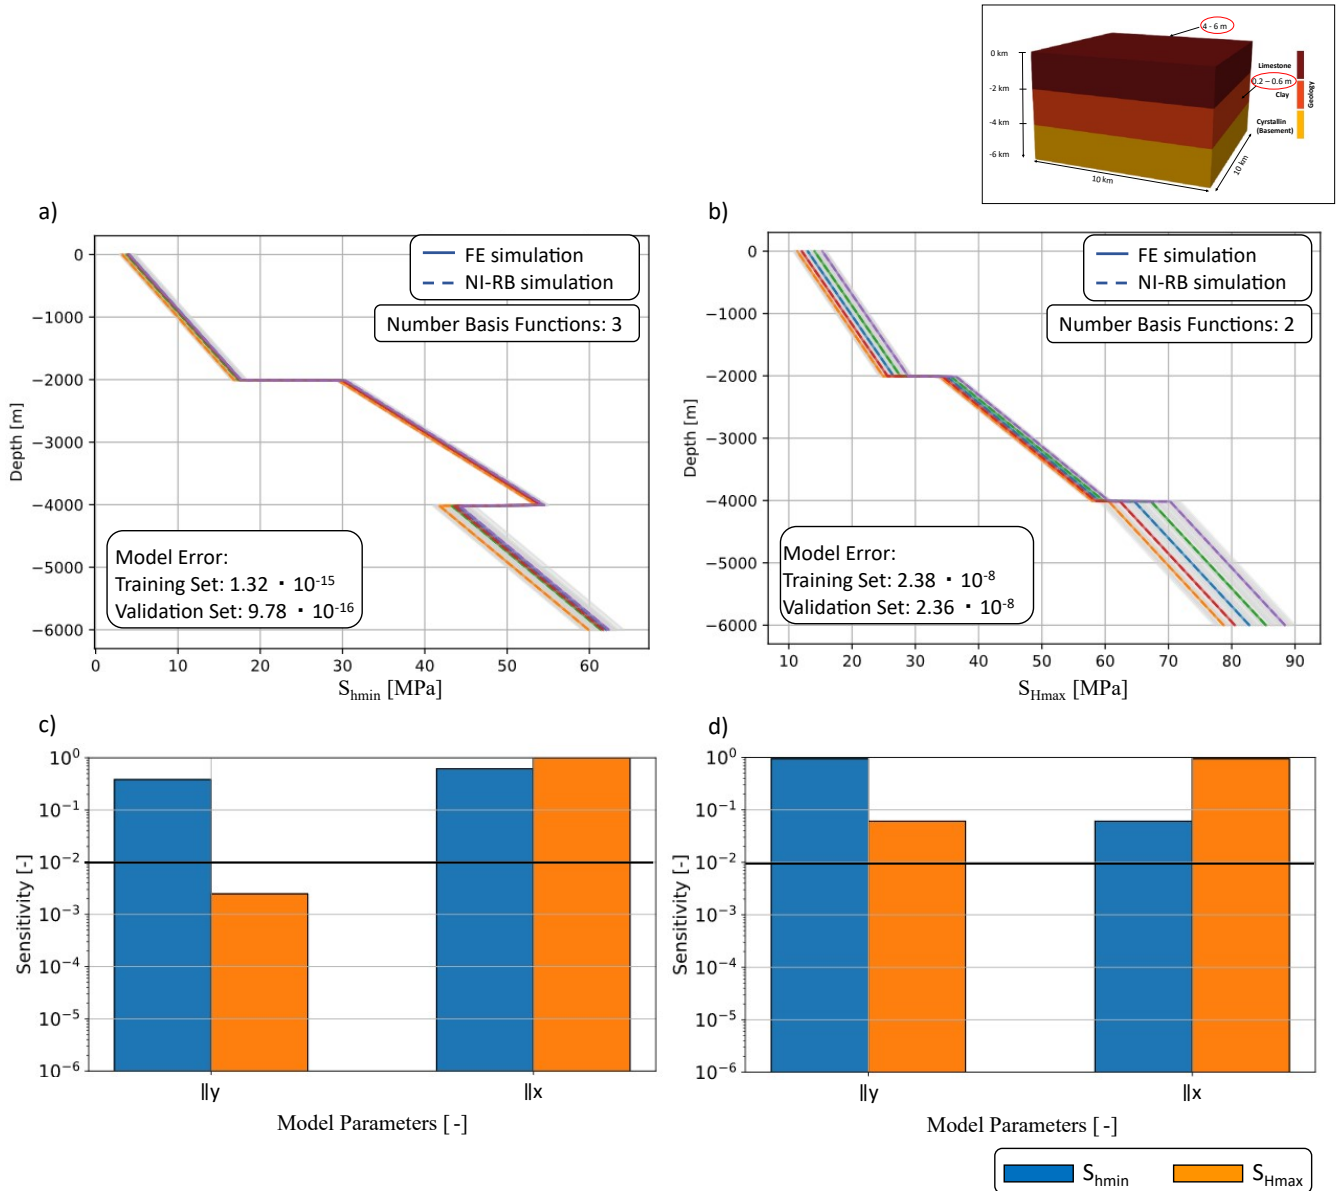 4 - 6 m
0 km
-2 km
-4 km
-6 km
Limestone
0.2 – 0.6 m
Clay
Cyrstallin
(Basement)
Geology
10 km
10 km
a)
FE simulation
NI-RB simulation
Number Basis Functions: 3
0
−1000
−2000
−3000
−4000
−5000
−6000
Depth [m]
Model Error:
Training Set: 1.32 · 10-15
Validation Set: 9.78 · 10-16
0 10 20 30 40 50 60
Shmin [MPa]
b)
FE simulation
NI-RB simulation
Number Basis Functions: 2
0
−1000
−2000
−3000
−4000
−5000
−6000
Depth [m]
Model Error:
Training Set: 2.38 · 10-8
Validation Set: 2.36 · 10-8
10 20 30 40 50 60 70 80 90
SHmax [MPa]
c)
100
10−1
10−2
10−3
10−4
10−5
10−6
Sensitivity [-]
∥y ∥x
Model Parameters [ -]
d)
100
10−1
10−2
10−3
10−4
10−5
10−6
Sensitivity [-]
∥y ∥x
Model Parameters [ -]
Shmin SHmax